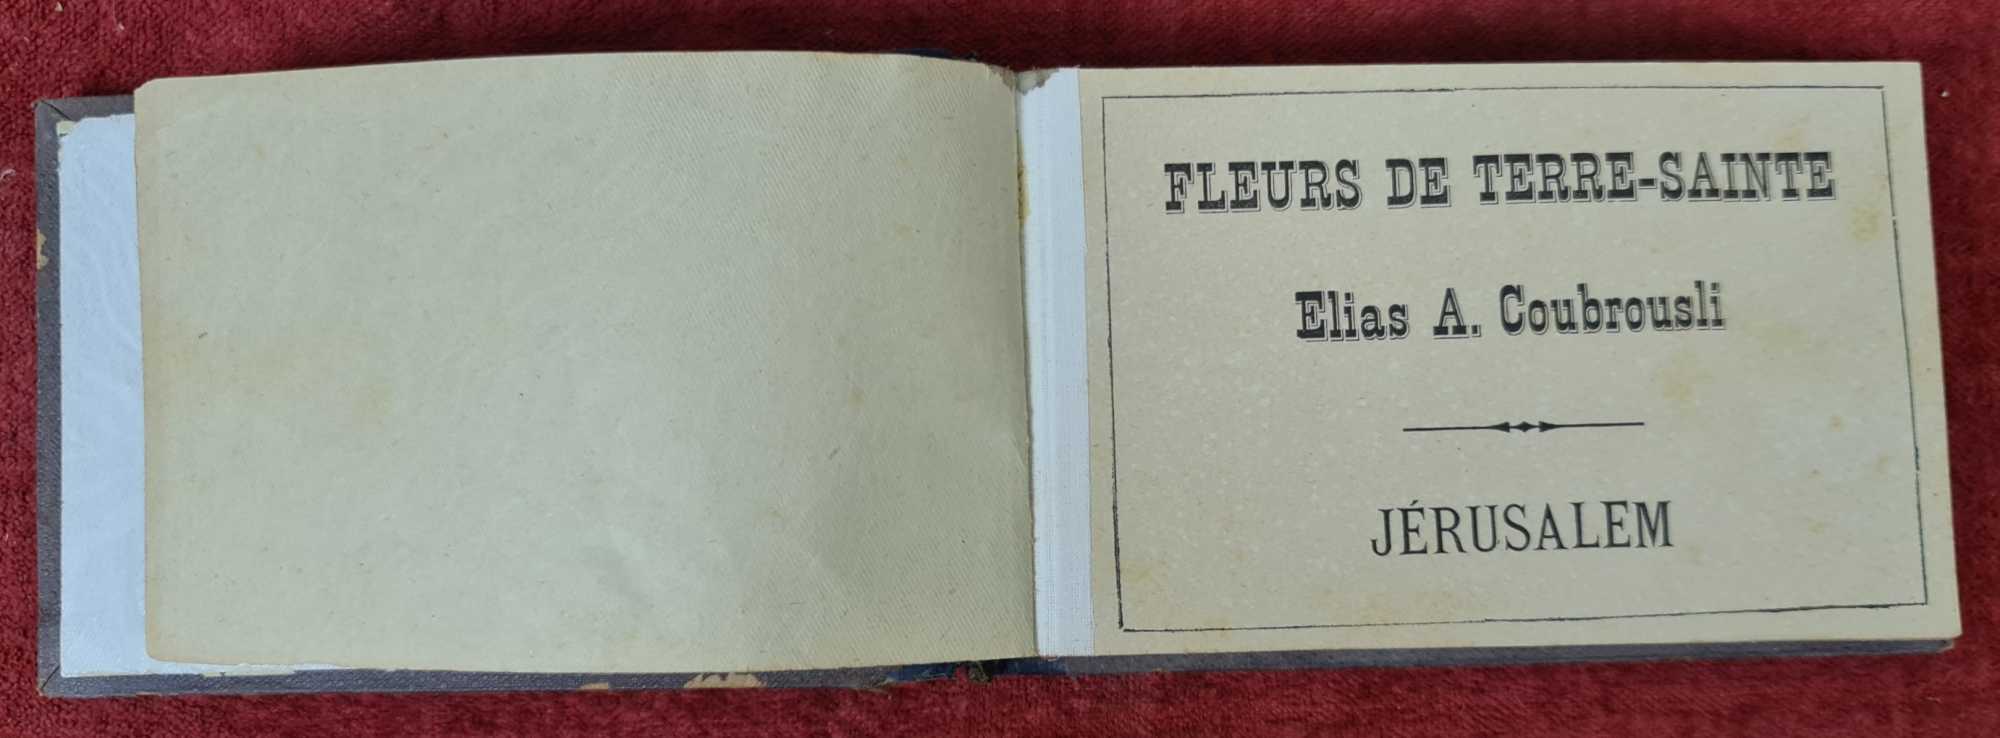 FLEURS DE TERRE-SAINTE
Elias A. Coubrousli
JÉRUSALEM